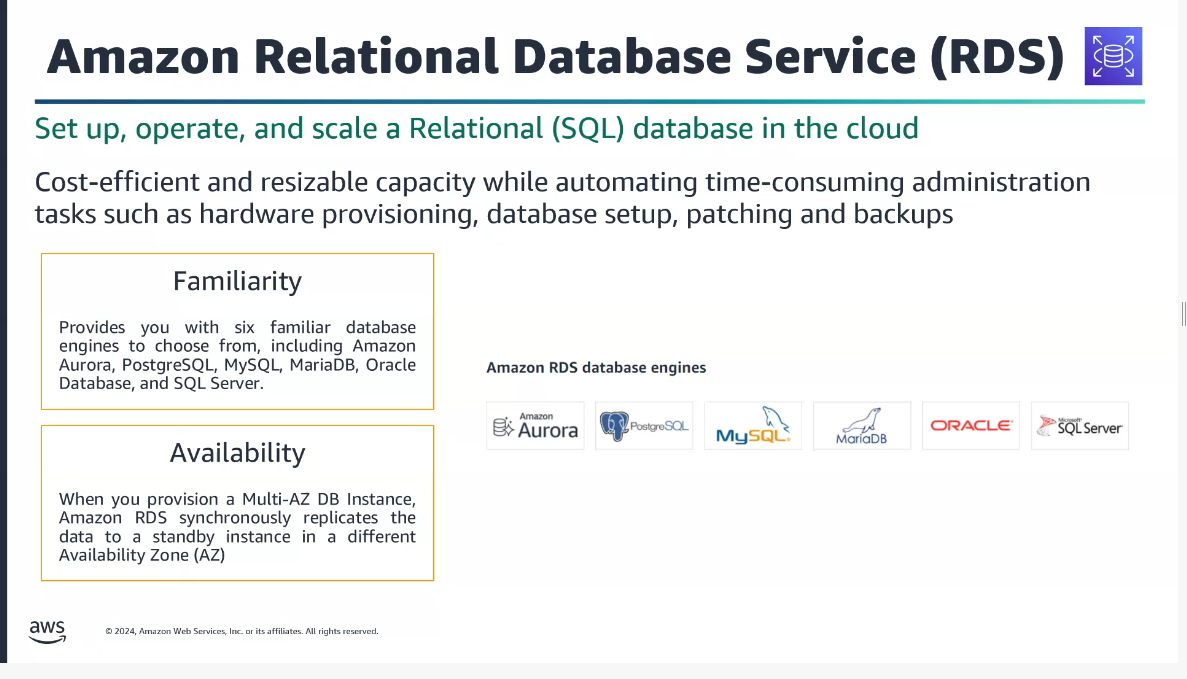 Amazon Relational Database Service (RDS)
Set up, operate, and scale a Relational (SQL) database in the cloud
Cost-efficient and resizable capacity while automating time-consuming administration
tasks such as hardware provisioning, database setup, patching and backups
Familiarity
Provides you with six familiar database
engines to choose from, including Amazon
Aurora, PostgreSQL, MySQL, MariaDB, Oracle
Database, and SQL Server.
Availability
When you provision a Multi-AZ DB Instance,
Amazon RDS synchronously replicates the
data to a standby instance in a different
Availability Zone (AZ)
Amazon RDS database engines
Amazon
Aurora
PostgreSQL
MySQL®
MariaDB
ORACLE®
Microsoft
SQL Server
aws
© 2024, Amazon Web Services, Inc. or its affiliates. All rights reserved.